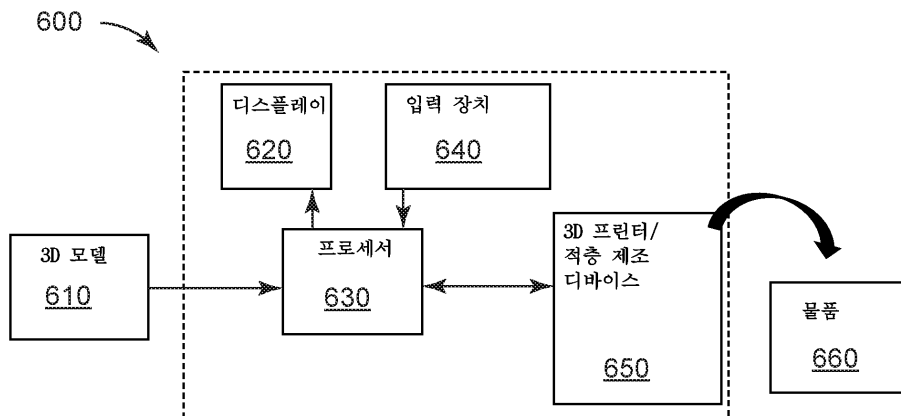 600
디스플레이
620
입력 장치
640
3D 모델
610
프로세서
630
3D 프린터/
적층 제조
디바이스
650
물품
660